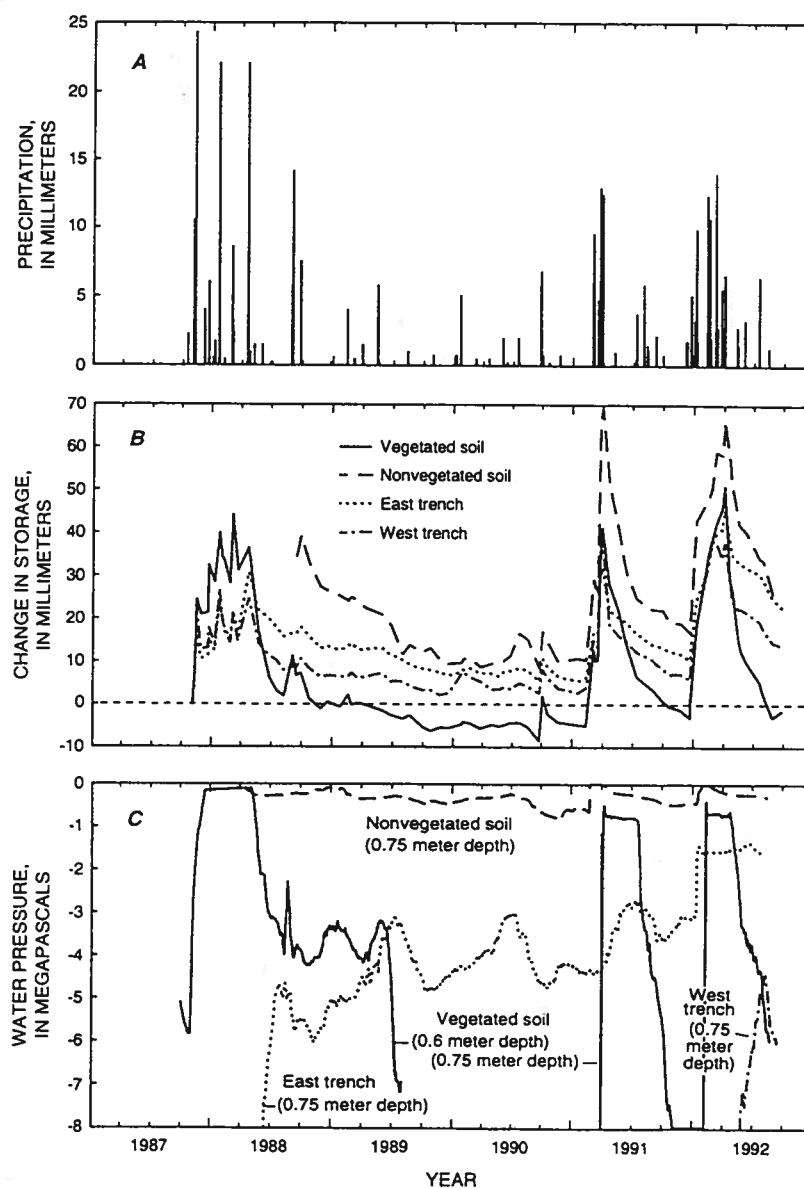 25
20
15
10
5
0
PRECIPITATION,
IN MILLIMETERS
A
70
60
50
40
30
20
10
0
-10
CHANGE IN STORAGE,
IN MILLIMETERS
B
Vegetated soil
Nonvegetated soil
East trench
West trench
0
-1
-2
-3
-4
-5
-6
-7
-8
WATER PRESSURE,
IN MEGAPASCALS
C
Nonvegetated soil
(0.75 meter depth)
Vegetated soil
(0.6 meter depth)
(0.75 meter depth)
East trench
(0.75 meter depth)
West
trench
(0.75
meter
depth)
1987
1988
1989
1990
1991
1992
YEAR